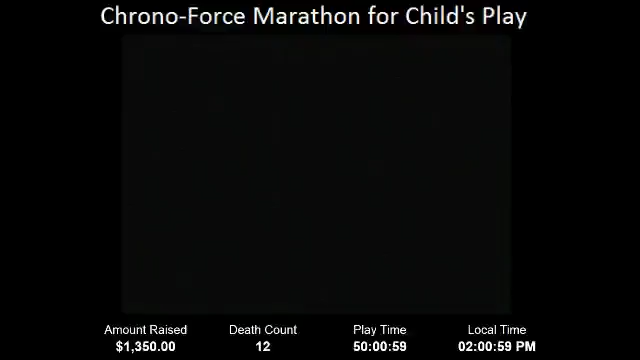 Chrono-Force Marathon for Child's Play
Amount Raised Death Count Play Time Local Time
$1,350.00 12 50:00:59 02:00:59 PM